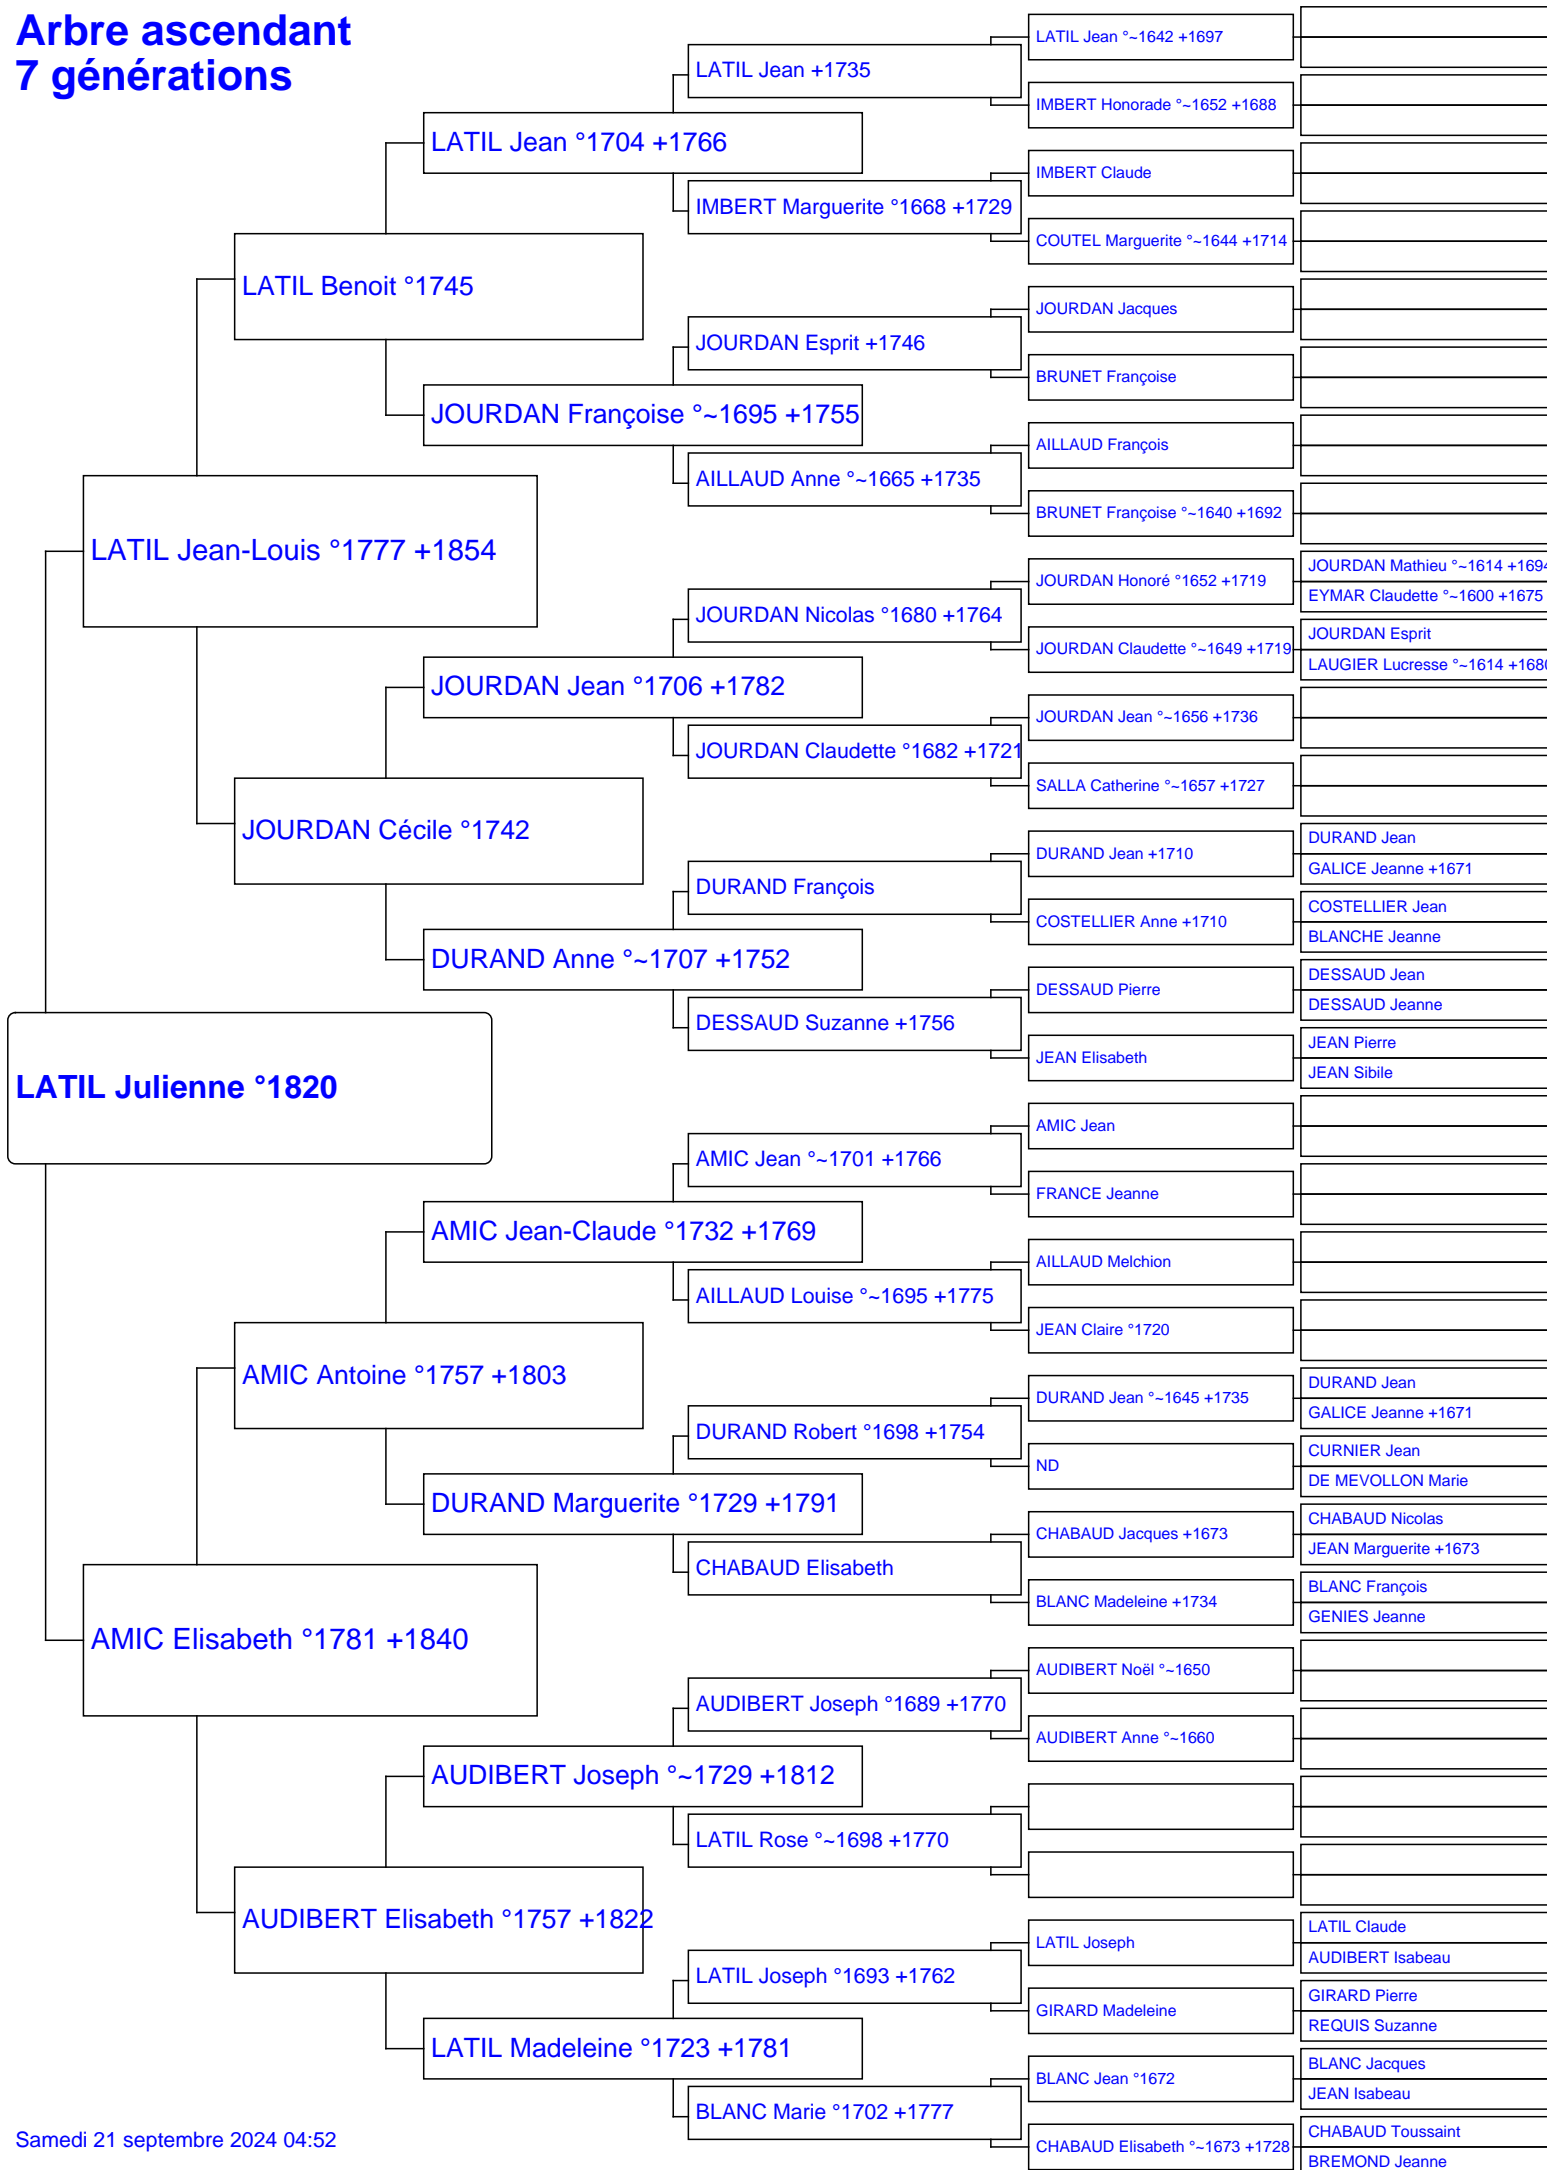 Arbre ascendant
7 générations
LATIL Julienne °1820
LATIL Jean-Louis °1777 +1854
AMIC Elisabeth °1781 +1840
LATIL Benoit °1745
JOURDAN Cécile °1742
AMIC Antoine °1757 +1803
AUDIBERT Elisabeth °1757 +1822
LATIL Jean °1704 +1766
JOURDAN Françoise °~1695 +1755
JOURDAN Jean °1706 +1782
DURAND Anne °~1707 +1752
AMIC Jean-Claude °1732 +1769
DURAND Marguerite °1729 +1791
AUDIBERT Joseph °~1729 +1812
LATIL Madeleine °1723 +1781
LATIL Jean +1735
IMBERT Marguerite °1668 +1729
JOURDAN Esprit +1746
AILLAUD Anne °~1665 +1735
JOURDAN Nicolas °1680 +1764
JOURDAN Claudette °1682 +1721
DURAND François
DESSAUD Suzanne +1756
AMIC Jean °~1701 +1766
AILLAUD Louise °~1695 +1775
DURAND Robert °1698 +1754
CHABAUD Elisabeth
AUDIBERT Joseph °1689 +1770
LATIL Rose °~1698 +1770
LATIL Joseph °1693 +1762
BLANC Marie °1702 +1777
LATIL Jean °~1642 +1697
IMBERT Honorade °~1652 +1688
IMBERT Claude
COUTEL Marguerite °~1644 +1714
JOURDAN Jacques
BRUNET Françoise
AILLAUD François
BRUNET Françoise °~1640 +1692
JOURDAN Honoré °1652 +1719
JOURDAN Claudette °~1649 +1719
JOURDAN Jean °~1656 +1736
SALLA Catherine °~1657 +1727
DURAND Jean +1710
COSTELLIER Anne +1710
DESSAUD Pierre
JEAN Elisabeth
AMIC Jean
FRANCE Jeanne
AILLAUD Melchion
JEAN Claire °1720
DURAND Jean °~1645 +1735
ND
CHABAUD Jacques +1673
BLANC Madeleine +1734
AUDIBERT Noël °~1650
AUDIBERT Anne °~1660
LATIL Joseph
GIRARD Madeleine
BLANC Jean °1672
CHABAUD Elisabeth °~1673 +1728
JOURDAN Mathieu °~1614 +1694
EYMAR Claudette °~1600 +1675
JOURDAN Esprit
LAUGIER Lucresse °~1614 +1680
DURAND Jean
GALICE Jeanne +1671
COSTELLIER Jean
BLANCHE Jeanne
DESSAUD Jean
DESSAUD Jeanne
JEAN Pierre
JEAN Sibile
DURAND Jean
GALICE Jeanne +1671
CURNIER Jean
DE MEVOLLON Marie
CHABAUD Nicolas
JEAN Marguerite +1673
BLANC François
GENIES Jeanne
LATIL Claude
AUDIBERT Isabeau
GIRARD Pierre
REQUIS Suzanne
BLANC Jacques
JEAN Isabeau
CHABAUD Toussaint
BREMOND Jeanne
Samedi 21 septembre 2024 04:52